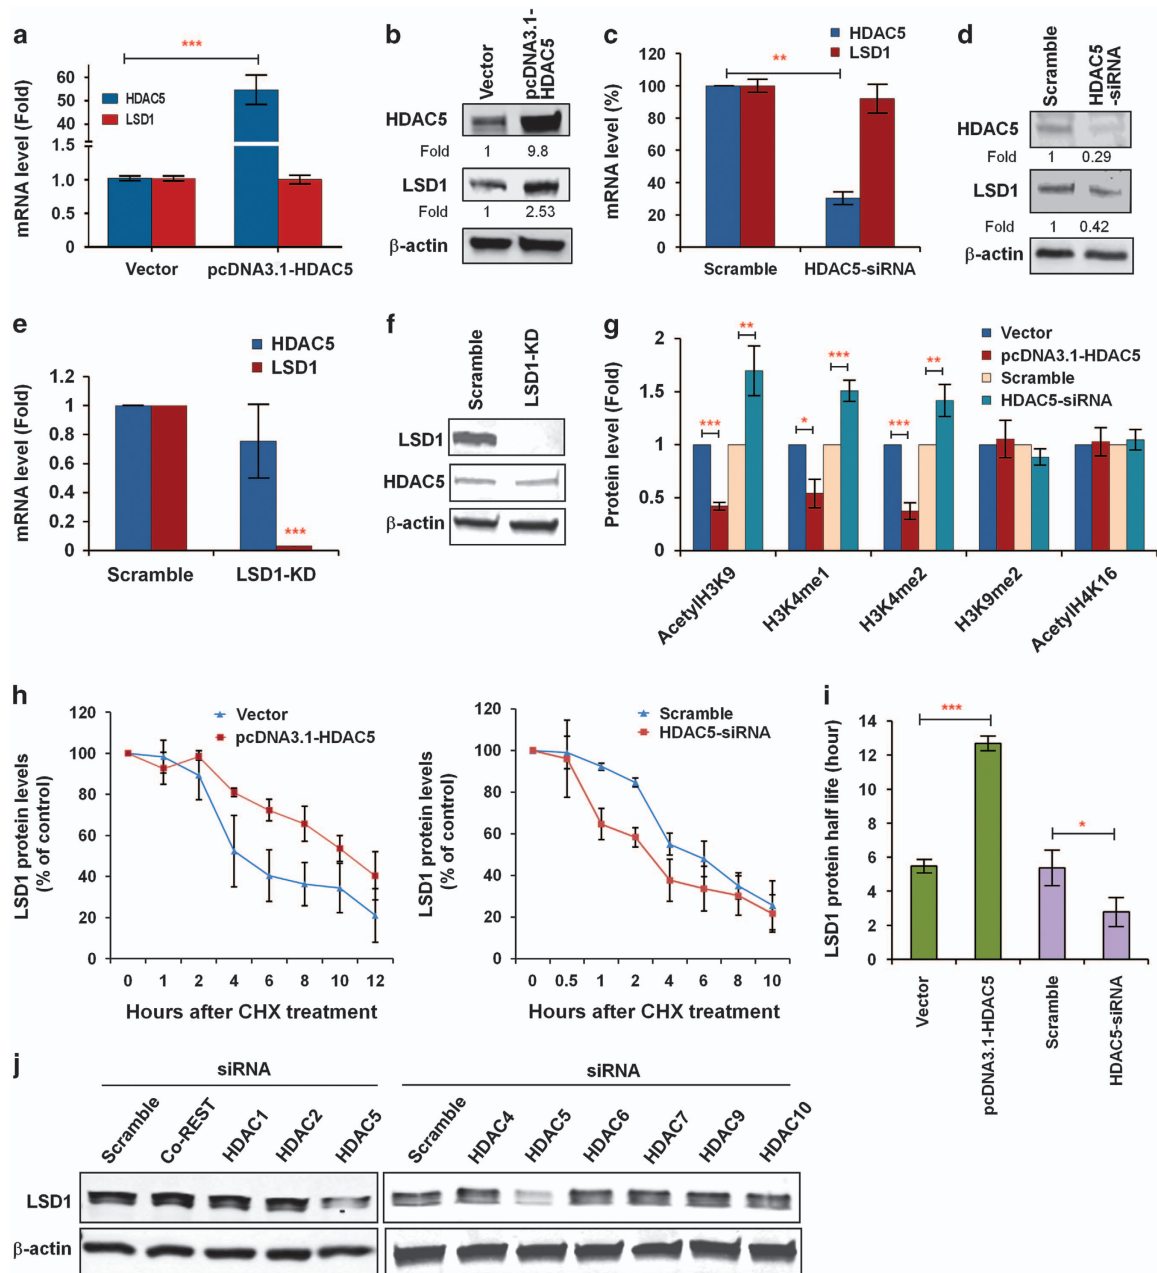 a
***
mRNA level (Fold)
60
50
40
1.5
1.0
0.5
0
HDAC5
LSD1
Vector
pcDNA3.1-HDAC5
b
Vector
pcDNA3.1-
HDAC5
HDAC5
Fold 1 9.8
LSD1
Fold 1 2.53
β-actin
c
HDAC5
LSD1
**
mRNA level (%)
120
100
80
60
40
20
0
Scramble
HDAC5-siRNA
d
Scramble
HDAC5
-siRNA
HDAC5
Fold 1 0.29
LSD1
Fold 1 0.42
β-actin
e
HDAC5
LSD1
mRNA level (Fold)
1.2
1
0.8
0.6
0.4
0.2
0
***
Scramble
LSD1-KD
f
Scramble
LSD1-KD
LSD1
HDAC5
β-actin
g
Protein level (Fold)
2
1.5
1
0.5
0
Vector
pcDNA3.1-HDAC5
Scramble
HDAC5-siRNA
***
**
*
***
***
**
AcetylH3K9
H3K4me1
H3K4me2
H3K9me2
AcetylH4K16
h
LSD1 protein levels
(% of control)
120
100
80
60
40
20
0
Vector
pcDNA3.1-HDAC5
0 1 2 4 6 8 10 12
Hours after CHX treatment
LSD1 protein levels
(% of control)
120
100
80
60
40
20
0
Scramble
HDAC5-siRNA
0 0.5 1 2 4 6 8 10
Hours after CHX treatment
i
LSD1 protein half life (hour)
14
12
10
8
6
4
2
0
***
*
Vector
pcDNA3.1-HDAC5
Scramble
HDAC5-siRNA
j
siRNA
Scramble
Co-REST
HDAC1
HDAC2
HDAC5
siRNA
Scramble
HDAC4
HDAC5
HDAC6
HDAC7
HDAC9
HDAC10
LSD1
β-actin